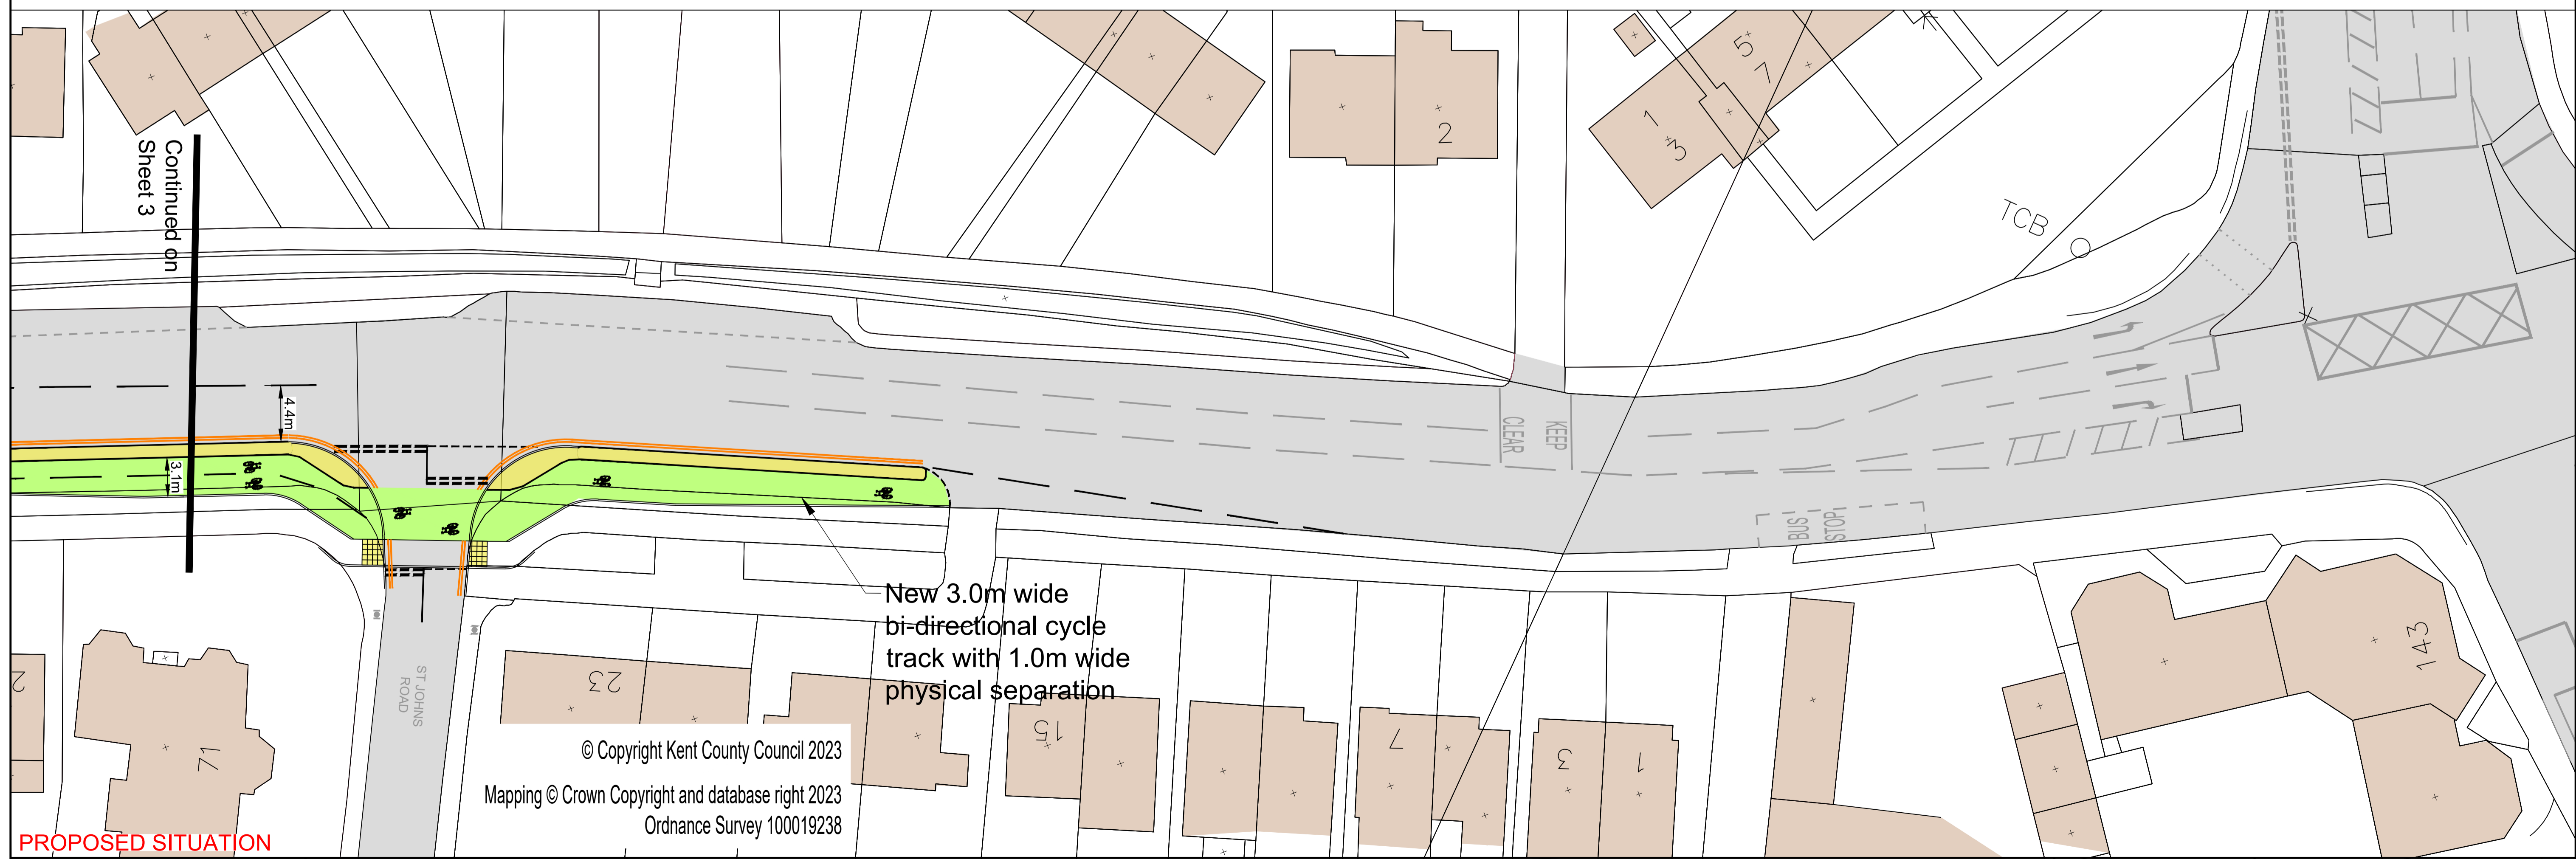 Continued on
Sheet 3
4.4m
3.1m
2
5
7
1
3
TCB
KEEP
CLEAR
BUS
STOP
New 3.0m wide
bi-directional cycle
track with 1.0m wide
physical separation
ST JOHNS
ROAD
2
23
15
7
3
1
143
© Copyright Kent County Council 2023
Mapping © Crown Copyright and database right 2023
Ordnance Survey 100019238
PROPOSED SITUATION